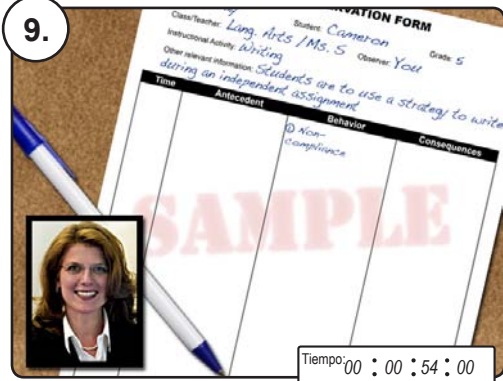 9.
RVATION FORM
Student: Cameron
Grade: 5
Class/Teacher: Lang. Arts / Ms. S Observer: You
Instructional Activity: Writing
Other relevant information: Students are to use a strategy to write
during an independent assignment
Time Antecedent Behavior Consequences
① Non-
compliance
SAMPLE
Tiempo: 00 : 00 : 54 : 00